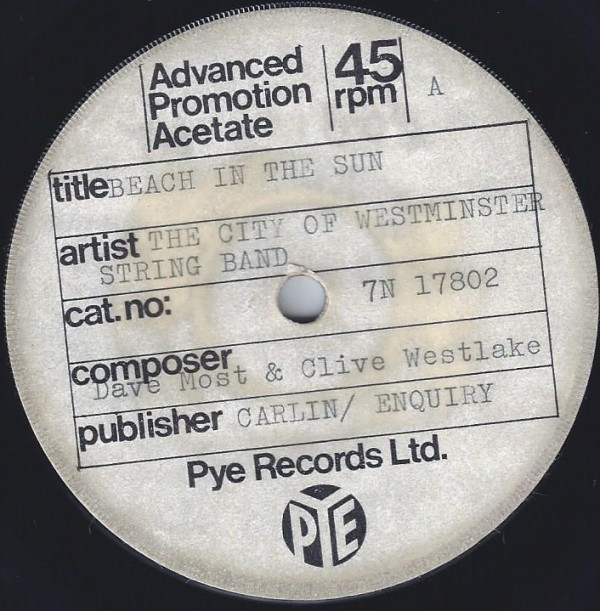 Advanced
Promotion
Acetate
45
rpm
A
title BEACH IN THE SUN
artist THE CITY OF WESTMINSTER
STRING BAND
cat.no: 7N 17802
composer
Dave Most & Clive Westlake
publisher CARLIN/ ENQUIRY
Pye Records Ltd.
PYE